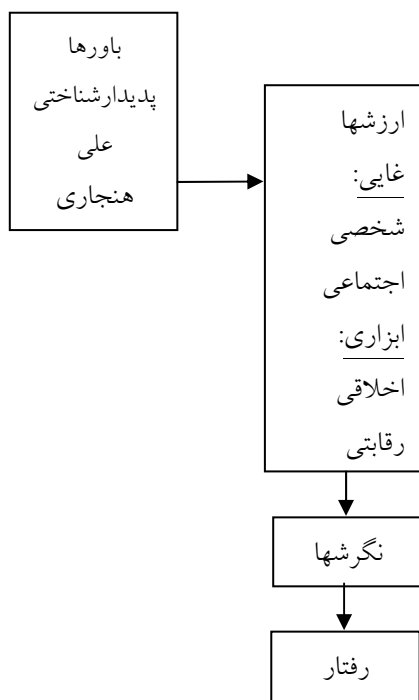 باورها
پدیدارشناختی
علی
هنجاری
ارزشها
غایی:
شخصی
اجتماعی
ابزاری:
اخلاقی
رقابتی
نگرشها
رفتار